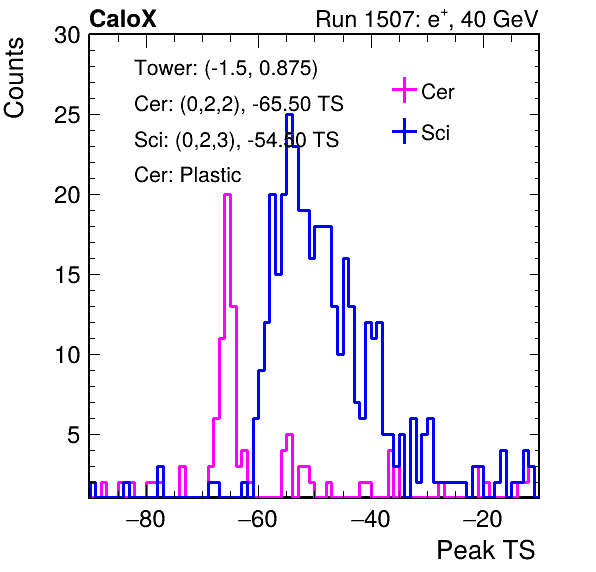 CaloX Run 1507: e⁺, 40 GeV
Counts
30
25
20
15
10
5
Tower: (-1.5, 0.875)
Cer: (0,2,2), -65.50 TS
Sci: (0,2,3), -54.50 TS
Cer: Plastic
Cer
Sci
−80 −60 −40 −20
Peak TS